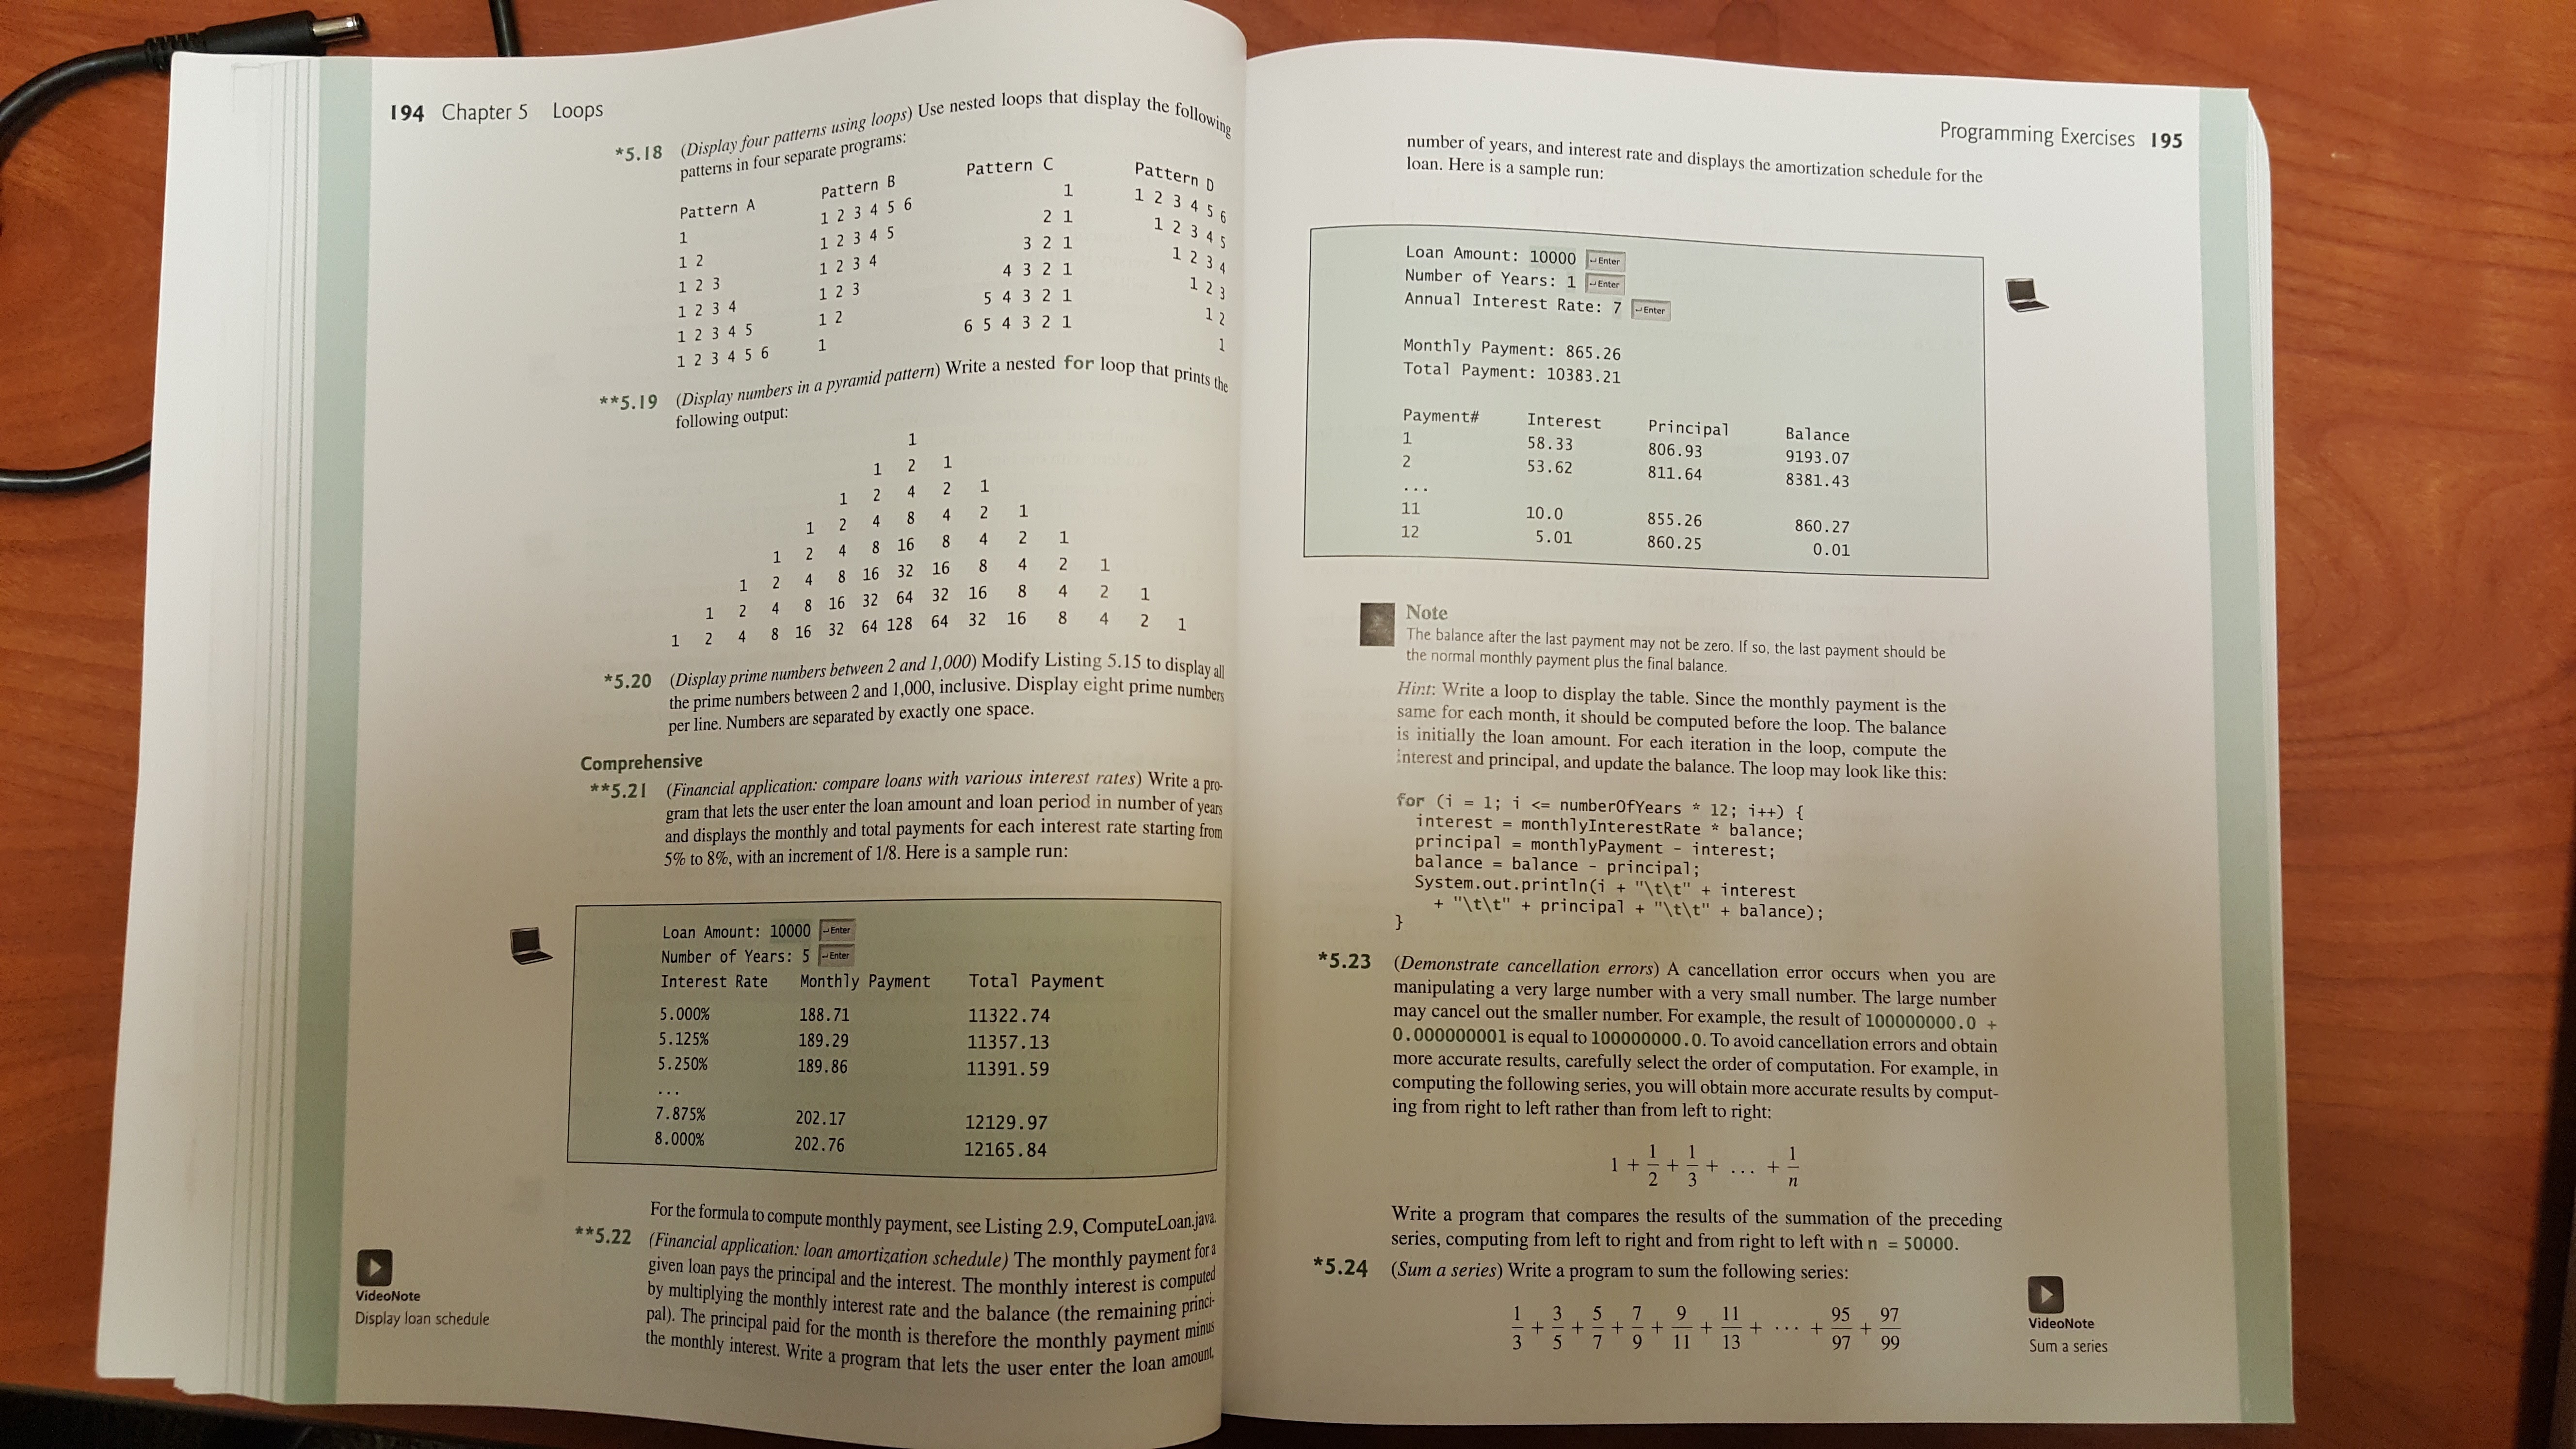 194 Chapter 5 Loops
*5.18 (Display four patterns using loops) Use nested loops that display the following
patterns in four separate programs:
Pattern A Pattern B Pattern C Pattern D
1 1 2 3 4 5 6 1 1 2 3 4 5 6
1 2 1 2 3 4 5 2 1 1 2 3 4 5
1 2 3 1 2 3 4 3 2 1 1 2 3 4
1 2 3 4 1 2 3 4 3 2 1 1 2 3
1 2 3 4 5 1 2 5 4 3 2 1 1 2
1 2 3 4 5 6 1 6 5 4 3 2 1 1
**5.19 (Display numbers in a pyramid pattern) Write a nested for loop that prints the
following output:
1
1 2 1
1 2 4 2 1
1 2 4 8 4 2 1
1 2 4 8 16 8 4 2 1
1 2 4 8 16 32 16 8 4 2 1
1 2 4 8 16 32 64 32 16 8 4 2 1
1 2 4 8 16 32 64 128 64 32 16 8 4 2 1
*5.20 (Display prime numbers between 2 and 1,000) Modify Listing 5.15 to display all
the prime numbers between 2 and 1,000, inclusive. Display eight prime numbers
per line. Numbers are separated by exactly one space.
Comprehensive
**5.21 (Financial application: compare loans with various interest rates) Write a pro-
gram that lets the user enter the loan amount and loan period in number of years
and displays the monthly and total payments for each interest rate starting from
5% to 8%, with an increment of 1/8. Here is a sample run:
Loan Amount: 10000 ↵Enter
Number of Years: 5 ↵Enter
Interest Rate Monthly Payment Total Payment
5.000% 188.71 11322.74
5.125% 189.29 11357.13
5.250% 189.86 11391.59
...
7.875% 202.17 12129.97
8.000% 202.76 12165.84
For the formula to compute monthly payment, see Listing 2.9, ComputeLoan.java.
**5.22 (Financial application: loan amortization schedule) The monthly payment for a
given loan pays the principal and the interest. The monthly interest is computed
by multiplying the monthly interest rate and the balance (the remaining princi-
pal). The principal paid for the month is therefore the monthly payment minus
the monthly interest. Write a program that lets the user enter the loan amount,
VideoNote
Display loan schedule
Programming Exercises 195
number of years, and interest rate and displays the amortization schedule for the
loan. Here is a sample run:
Loan Amount: 10000 ↵Enter
Number of Years: 1 ↵Enter
Annual Interest Rate: 7 ↵Enter
Monthly Payment: 865.26
Total Payment: 10383.21
Payment# Interest Principal Balance
1 58.33 806.93 9193.07
2 53.62 811.64 8381.43
...
11 10.0 855.26 860.27
12 5.01 860.25 0.01
Note
The balance after the last payment may not be zero. If so, the last payment should be
the normal monthly payment plus the final balance.
Hint: Write a loop to display the table. Since the monthly payment is the
same for each month, it should be computed before the loop. The balance
is initially the loan amount. For each iteration in the loop, compute the
interest and principal, and update the balance. The loop may look like this:
for (i = 1; i <= numberOfYears * 12; i++) {
interest = monthlyInterestRate * balance;
principal = monthlyPayment - interest;
balance = balance - principal;
System.out.println(i + "\t\t" + interest
+ "\t\t" + principal + "\t\t" + balance);
}
*5.23 (Demonstrate cancellation errors) A cancellation error occurs when you are
manipulating a very large number with a very small number. The large number
may cancel out the smaller number. For example, the result of 100000000.0 +
0.000000001 is equal to 100000000.0. To avoid cancellation errors and obtain
more accurate results, carefully select the order of computation. For example, in
computing the following series, you will obtain more accurate results by comput-
ing from right to left rather than from left to right:
1 + 1/2 + 1/3 + ... + 1/n
Write a program that compares the results of the summation of the preceding
series, computing from left to right and from right to left with n = 50000.
*5.24 (Sum a series) Write a program to sum the following series:
1/3 + 3/5 + 5/7 + 7/9 + 9/11 + 11/13 + ... + 95/97 + 97/99
VideoNote
Sum a series